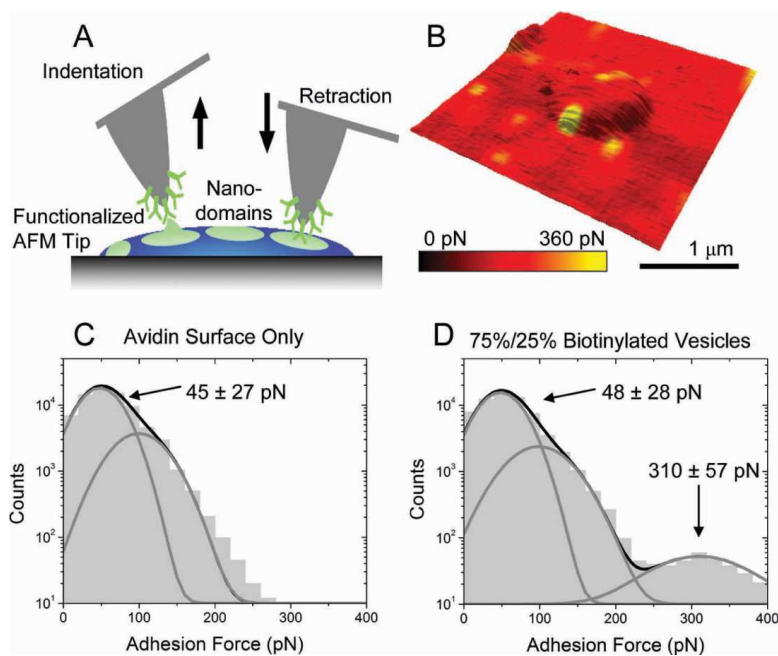 A
Indentation
Retraction
Nano-
domains
Functionalized
AFM Tip
B
0 pN
360 pN
1 μm
C
Avidin Surface Only
45 ± 27 pN
10⁴
10³
10²
10¹
Counts
0
100
200
300
400
Adhesion Force (pN)
D
75%/25% Biotinylated Vesicles
48 ± 28 pN
310 ± 57 pN
10⁴
10³
10²
10¹
Counts
0
100
200
300
400
Adhesion Force (pN)